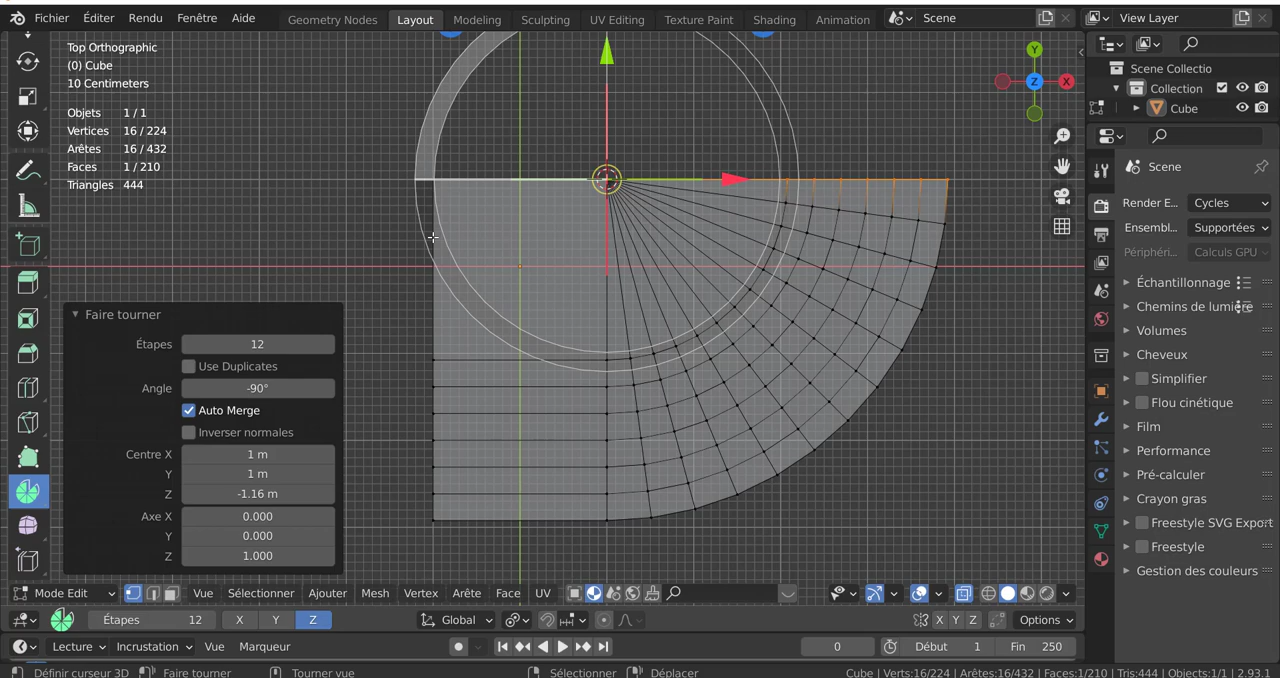 Fichier Éditer Rendu Fenêtre Aide Geometry Nodes Layout Modeling Sculpting UV Editing Texture Paint Shading Animation Scene View Layer
Top Orthographic
(0) Cube
10 Centimeters
Objets 1 / 1
Vertices 16 / 224
Arêtes 16 / 432
Faces 1 / 210
Triangles 444
Y
Z
X
Scene Collectio
Collection
Cube
Scene
Render E... Cycles
Ensembl... Supportées
Périphéri... Calculs GPU
Échantillonnage
Chemins de lumière
Volumes
Cheveux
Simplifier
Flou cinétique
Film
Performance
Pré-calculer
Crayon gras
Freestyle SVG Export
Freestyle
Gestion des couleurs
Faire tourner
Étapes 12
Use Duplicates
Angle -90°
Auto Merge
Inverser normales
Centre X 1 m
Y 1 m
Z -1.16 m
Axe X 0.000
Y 0.000
Z 1.000
Mode Edit Vue Sélectionner Ajouter Mesh Vertex Arête Face UV
Étapes 12 X Y Z Global X Y Z Options
Lecture Incrustation Vue Marqueur 0 Début 1 Fin 250
Définir curseur 3D Faire tourner Tourner vue Sélectionner Déplacer Cube | Verts:16/224 | Arêtes:16/432 | Faces:1/210 | Tris:444 | Objects:1/1 | 2.93.1